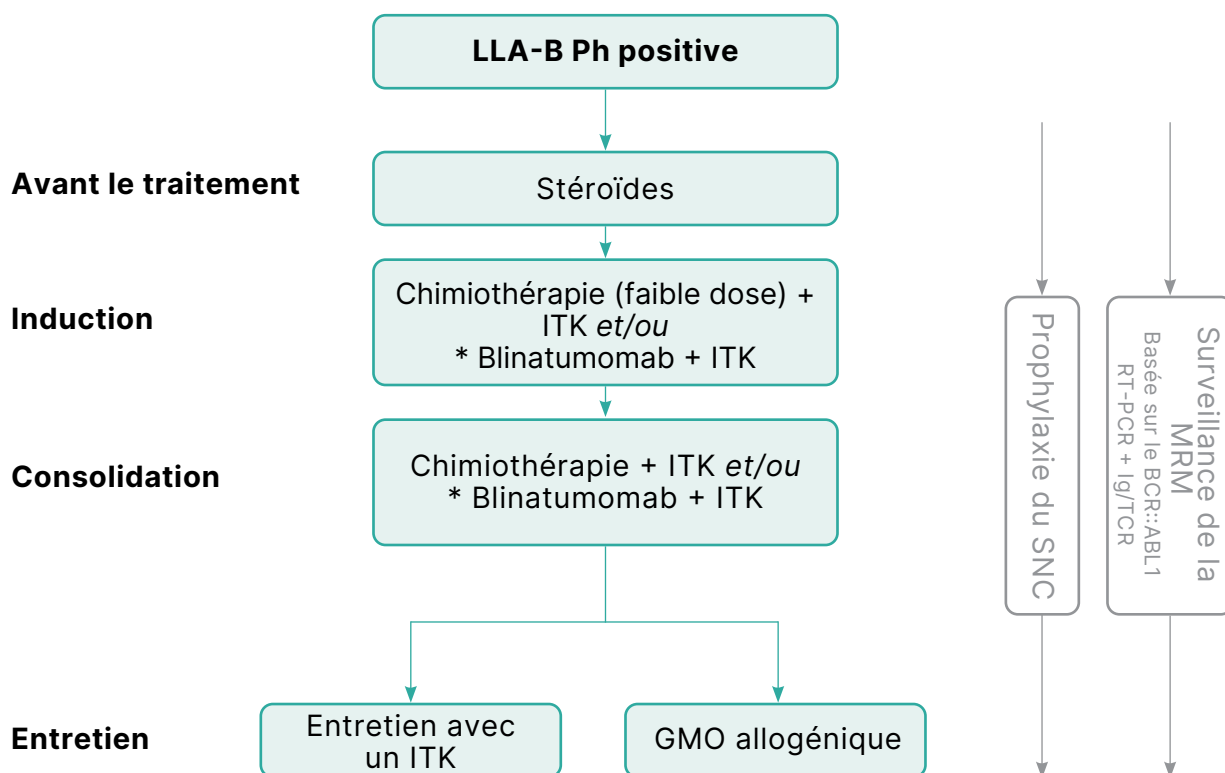 LLA-B Ph positive
Avant le traitement
Stéroïdes
Induction
Chimiothérapie (faible dose) +
ITK et/ou
* Blinatumomab + ITK
Consolidation
Chimiothérapie + ITK et/ou
* Blinatumomab + ITK
Entretien
Entretien avec
un ITK
GMO allogénique
Prophylaxie du SNC
Surveillance de la
MRM
Basée sur le BCR::ABL1
RT-PCR + Ig/TCR